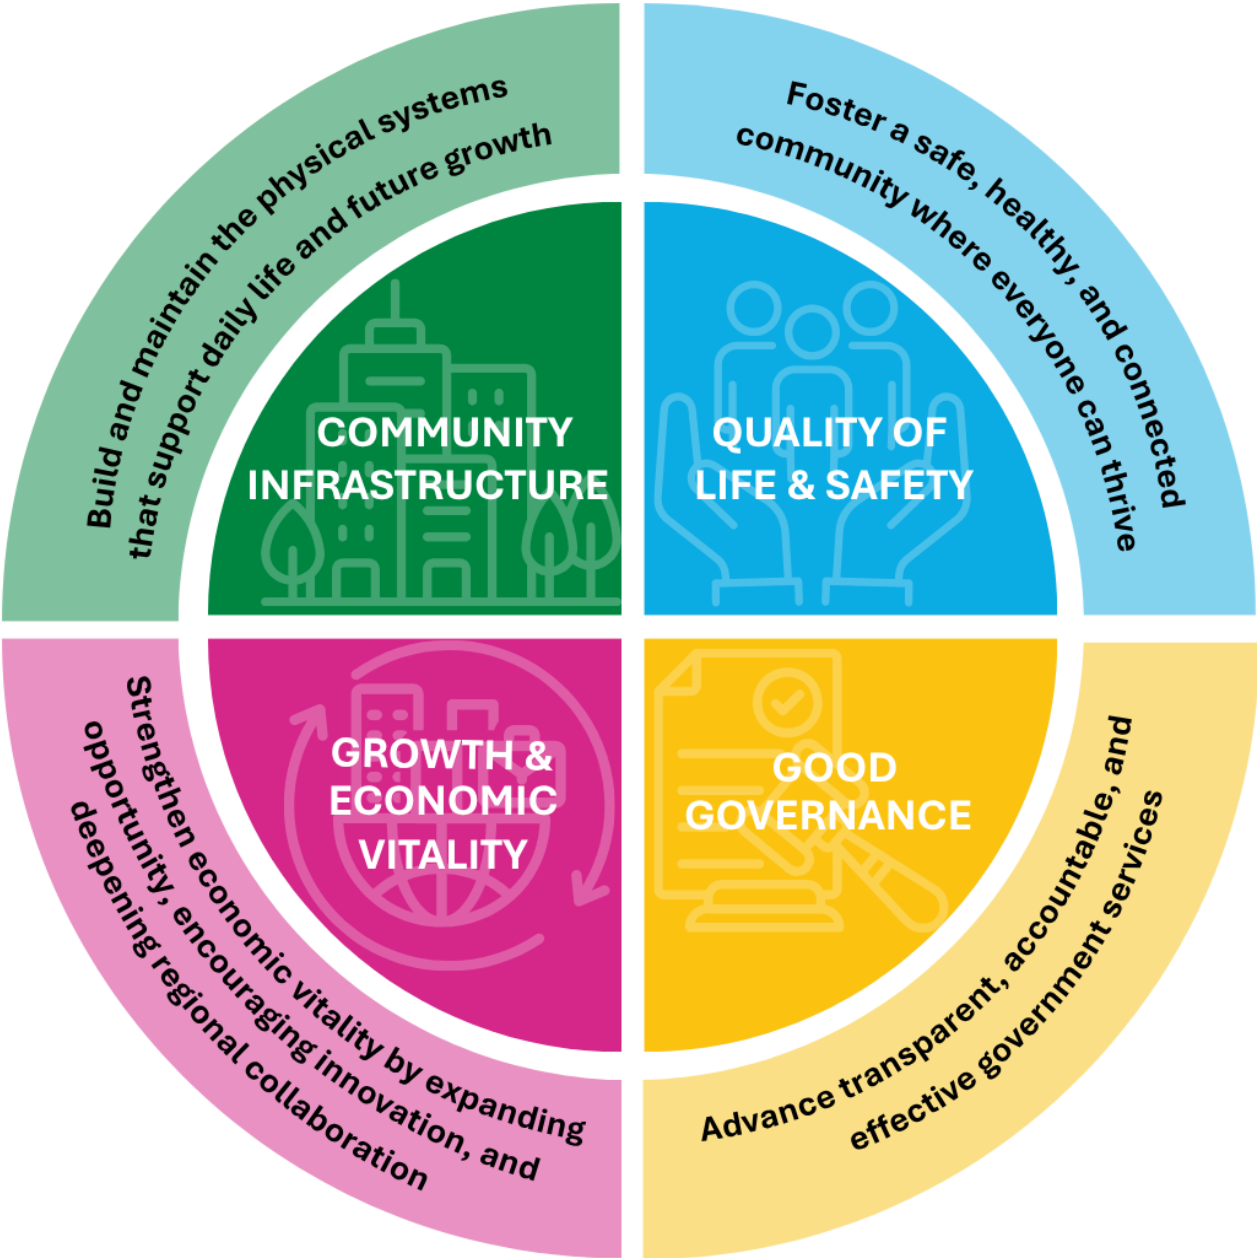 Build and maintain the physical systems
that support daily life and future growth
COMMUNITY
INFRASTRUCTURE
Foster a safe, healthy, and connected
community where everyone can thrive
QUALITY OF
LIFE & SAFETY
GROWTH &
ECONOMIC
VITALITY
Strengthen economic vitality by expanding
opportunity, encouraging innovation, and
deepening regional collaboration
GOOD
GOVERNANCE
Advance transparent, accountable, and
effective government services